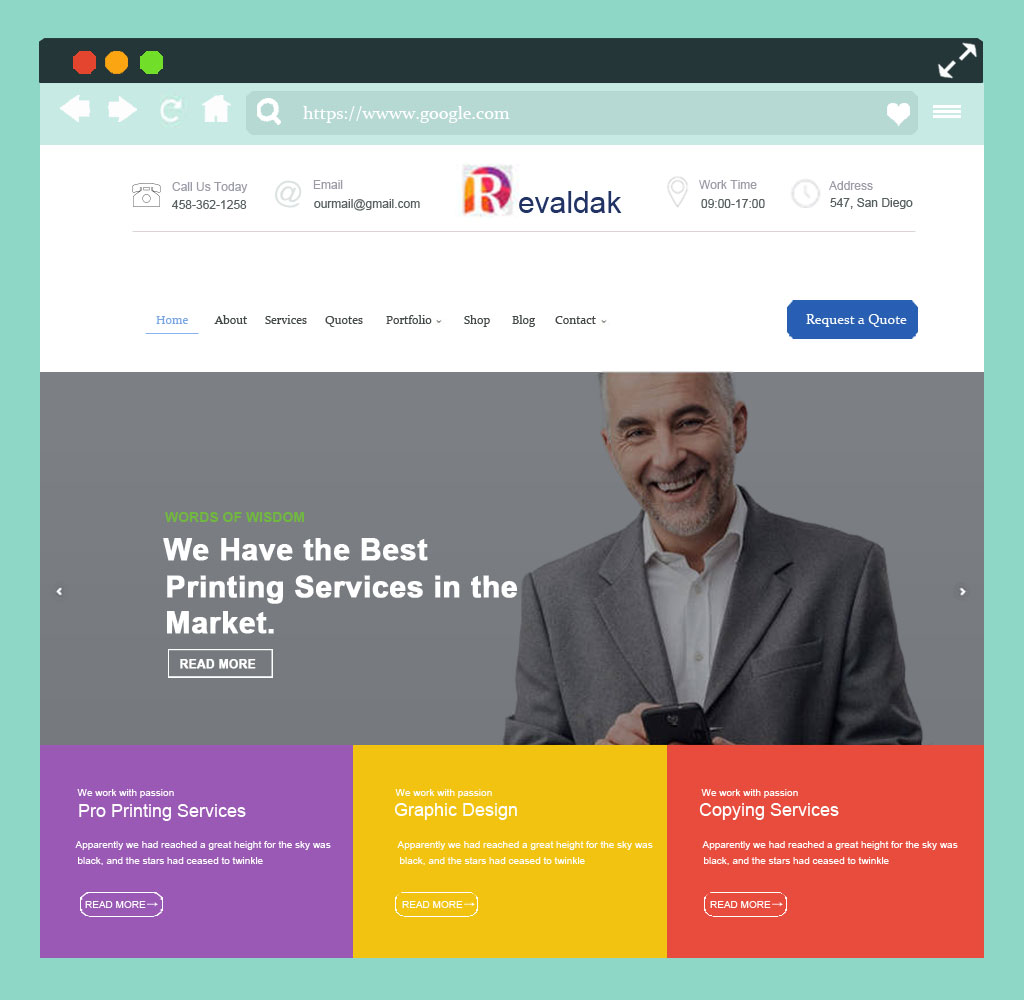 https://wwww.google.com
Call Us Today
458-362-1258
Email
ourmail@gmail.com
Revaldak
Work Time
09:00-17:00
Address
547, San Diego
Home About Services Quotes Portfolio Shop Blog Contact
Request a Quote
WORDS OF WISDOM
We Have the Best
Printing Services in the
Market.
READ MORE
We work with passion
Pro Printing Services
Apparently we had reached a great height for the sky was
black, and the stars had ceased to twinkle
READ MORE→
We work with passion
Graphic Design
Apparently we had reached a great height for the sky was
black, and the stars had ceased to twinkle
READ MORE→
We work with passion
Copying Services
Apparently we had reached a great height for the sky was
black, and the stars had ceased to twinkle
READ MORE→